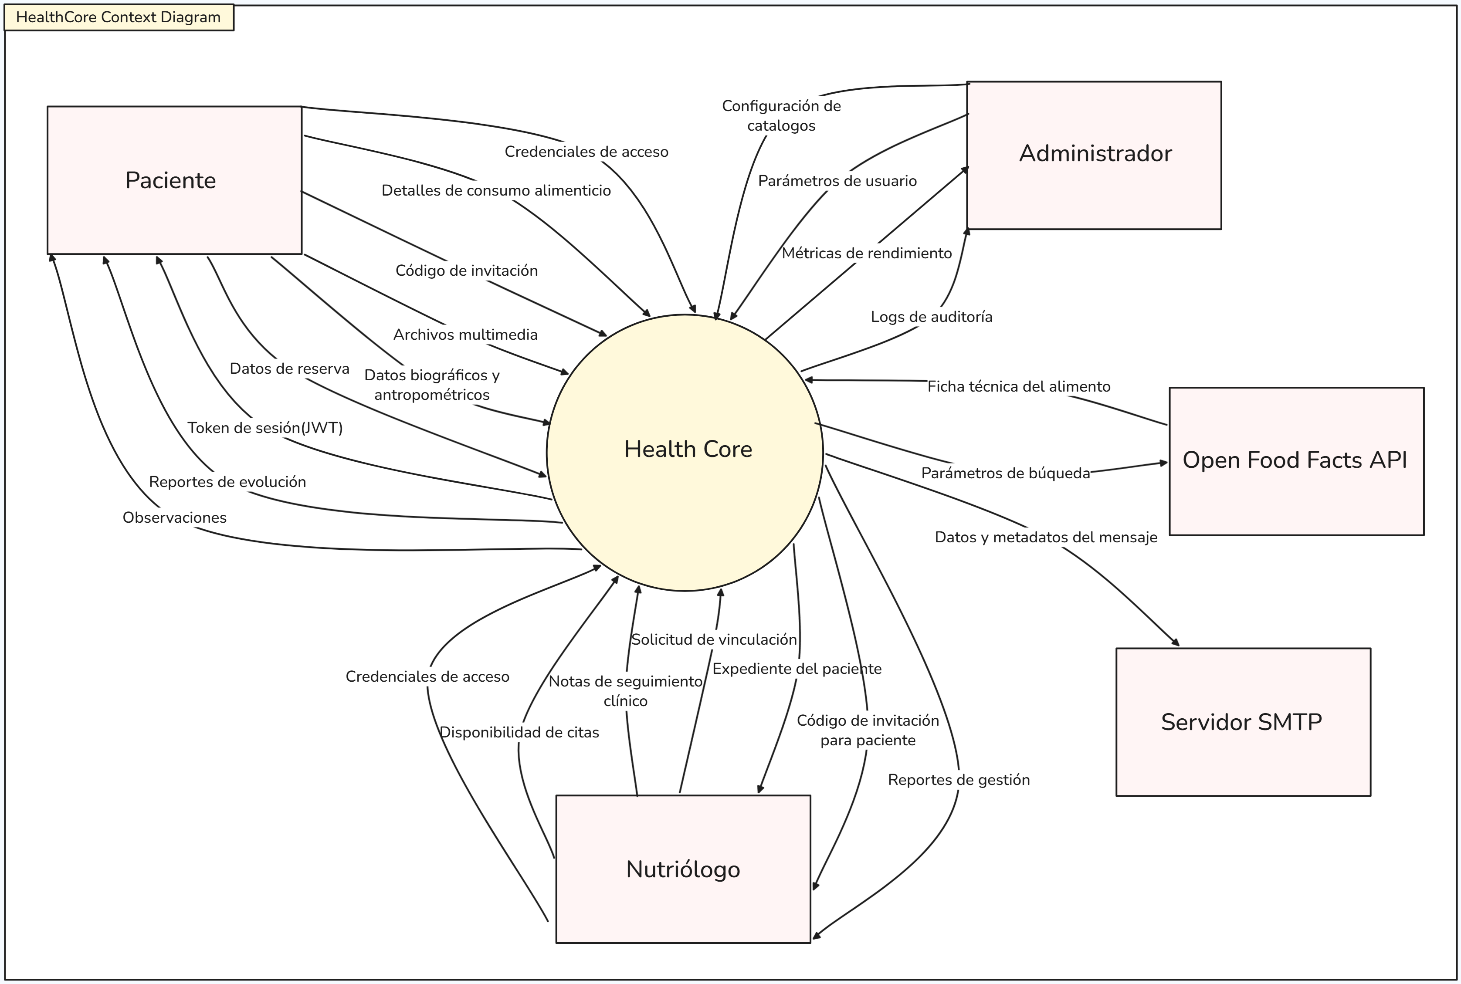 HealthCore Context Diagram
Paciente
Administrador
Configuración de
catalogos
Credenciales de acceso
Detalles de consumo alimenticio
Parámetros de usuario
Código de invitación
Métricas de rendimiento
Archivos multimedia
Logs de auditoría
Datos de reserva
Datos biográficos y
antropométricos
Ficha técnica del alimento
Token de sesión(JWT)
Health Core
Open Food Facts API
Parámetros de búqueda
Reportes de evolución
Observaciones
Datos y metadatos del mensaje
Solicitud de vinculación
Expediente del paciente
Credenciales de acceso
Notas de seguimiento
clínico
Disponibilidad de citas
Código de invitación
para paciente
Servidor SMTP
Reportes de gestión
Nutriólogo